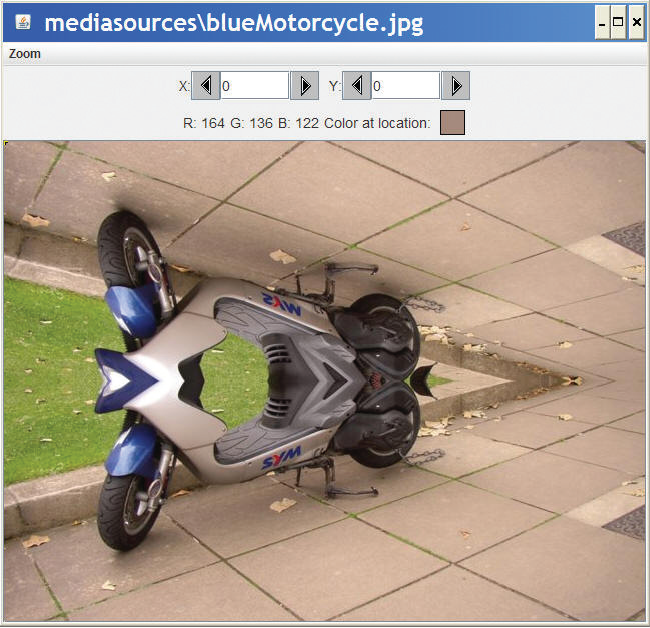 mediasources\blueMotorcycle.jpg
Zoom
X: 0 Y: 0
R: 164 G: 136 B: 122 Color at location:
SYM
SYM